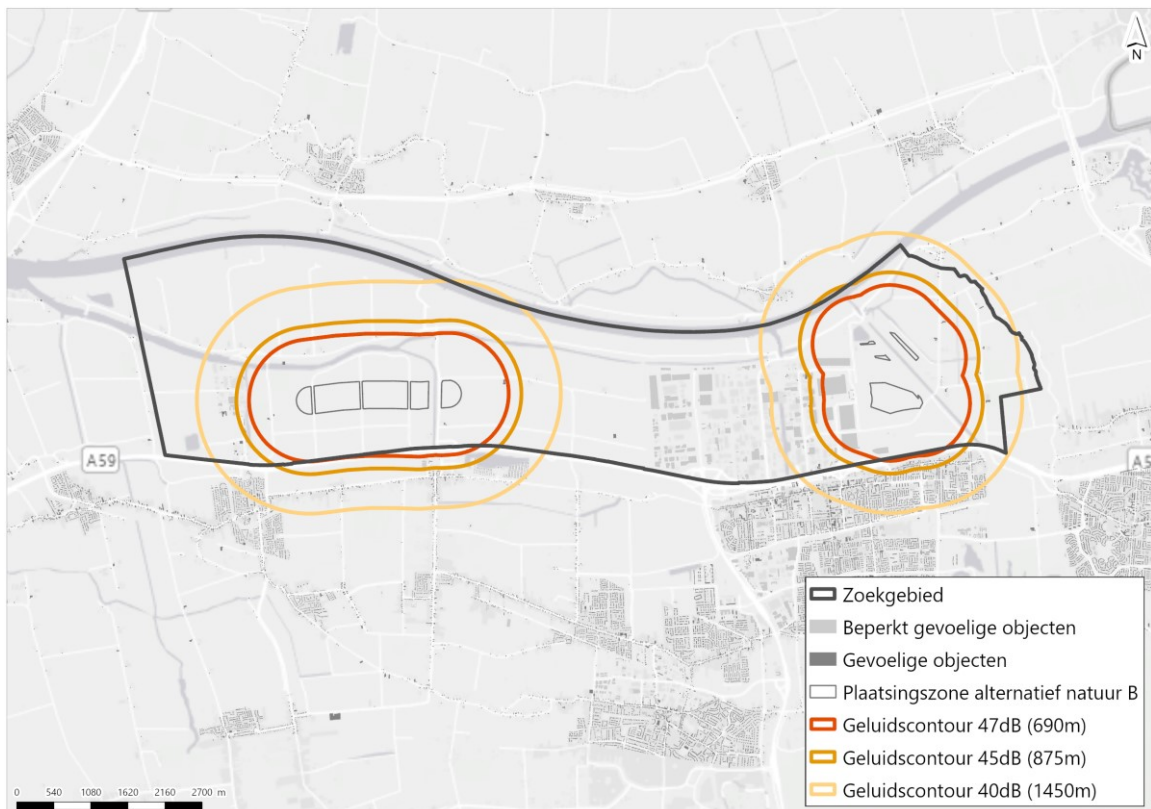 N
A59
A5
Zoekgebied
Beperkt gevoelige objecten
Gevoelige objecten
Plaatsingszone alternatief natuur B
Geluidscontour 47dB (690m)
Geluidscontour 45dB (875m)
Geluidscontour 40dB (1450m)
0 540 1080 1620 2160 2700 m